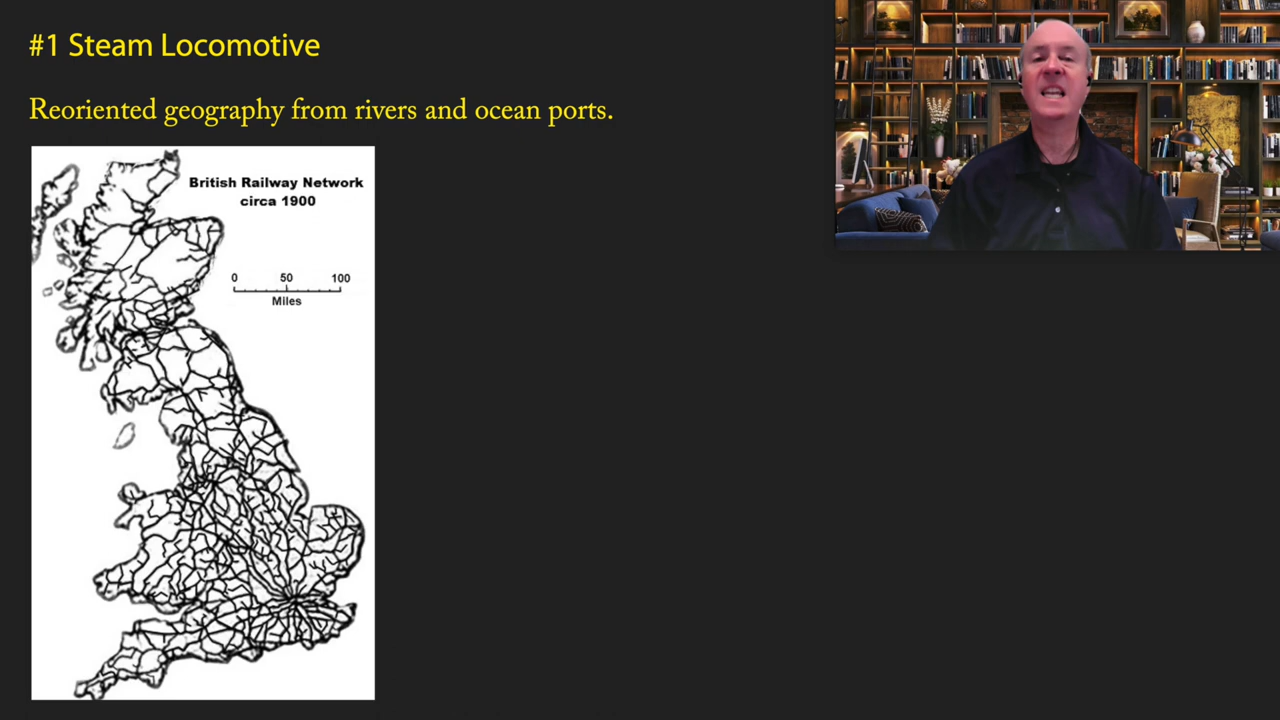 #1 Steam Locomotive
Reoriented geography from rivers and ocean ports.
British Railway Network
circa 1900
0 50 100
Miles